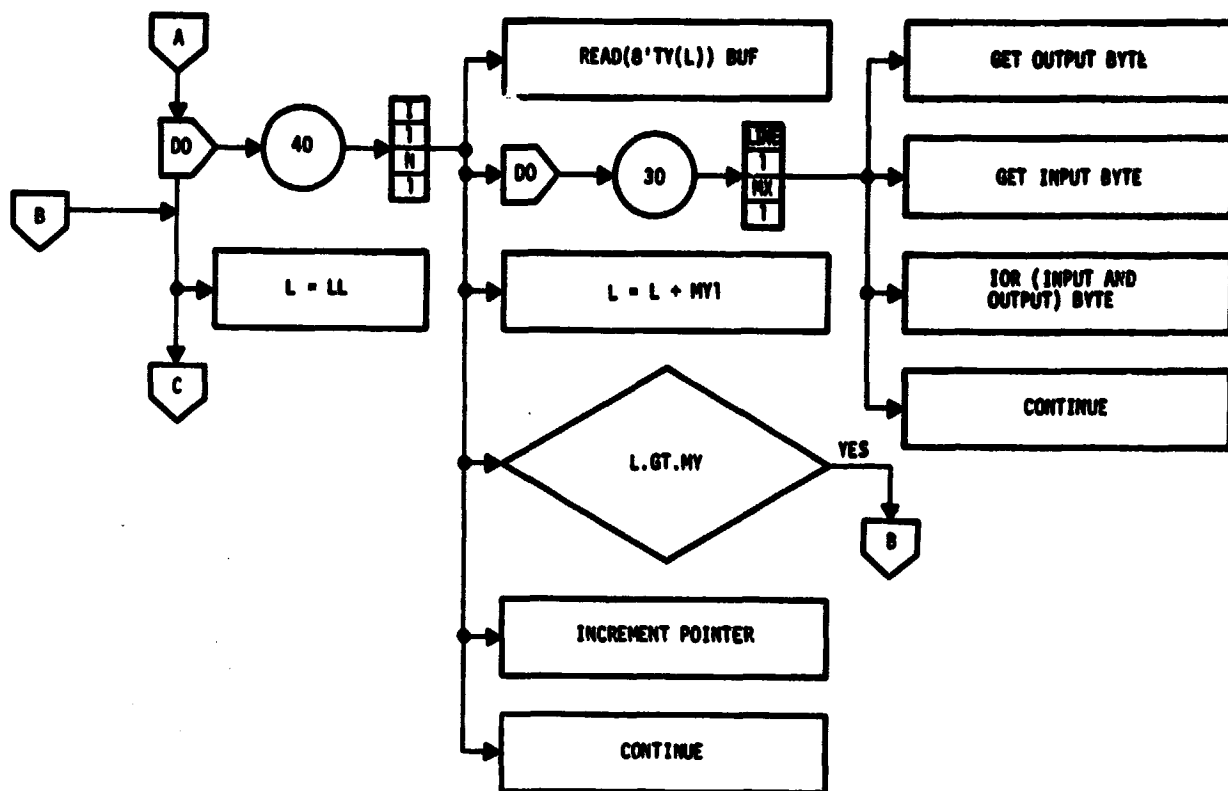 A
DO
40
I
1
N
1
READ(8'TY(L)) BUF
GET OUTPUT BYTE
DO
30
LINE
1
MX
1
GET INPUT BYTE
B
L = LL
L = L + MY1
IOR (INPUT AND
OUTPUT) BYTE
C
CONTINUE
L.GT.MY
YES
B
INCREMENT POINTER
CONTINUE